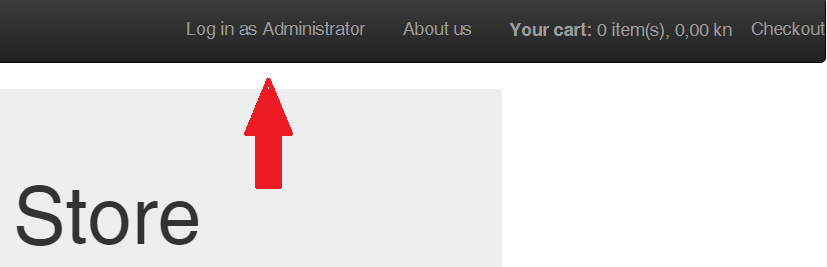 Log in as Administrator About us Your cart: 0 item(s), 0,00 kn Checkout
Store